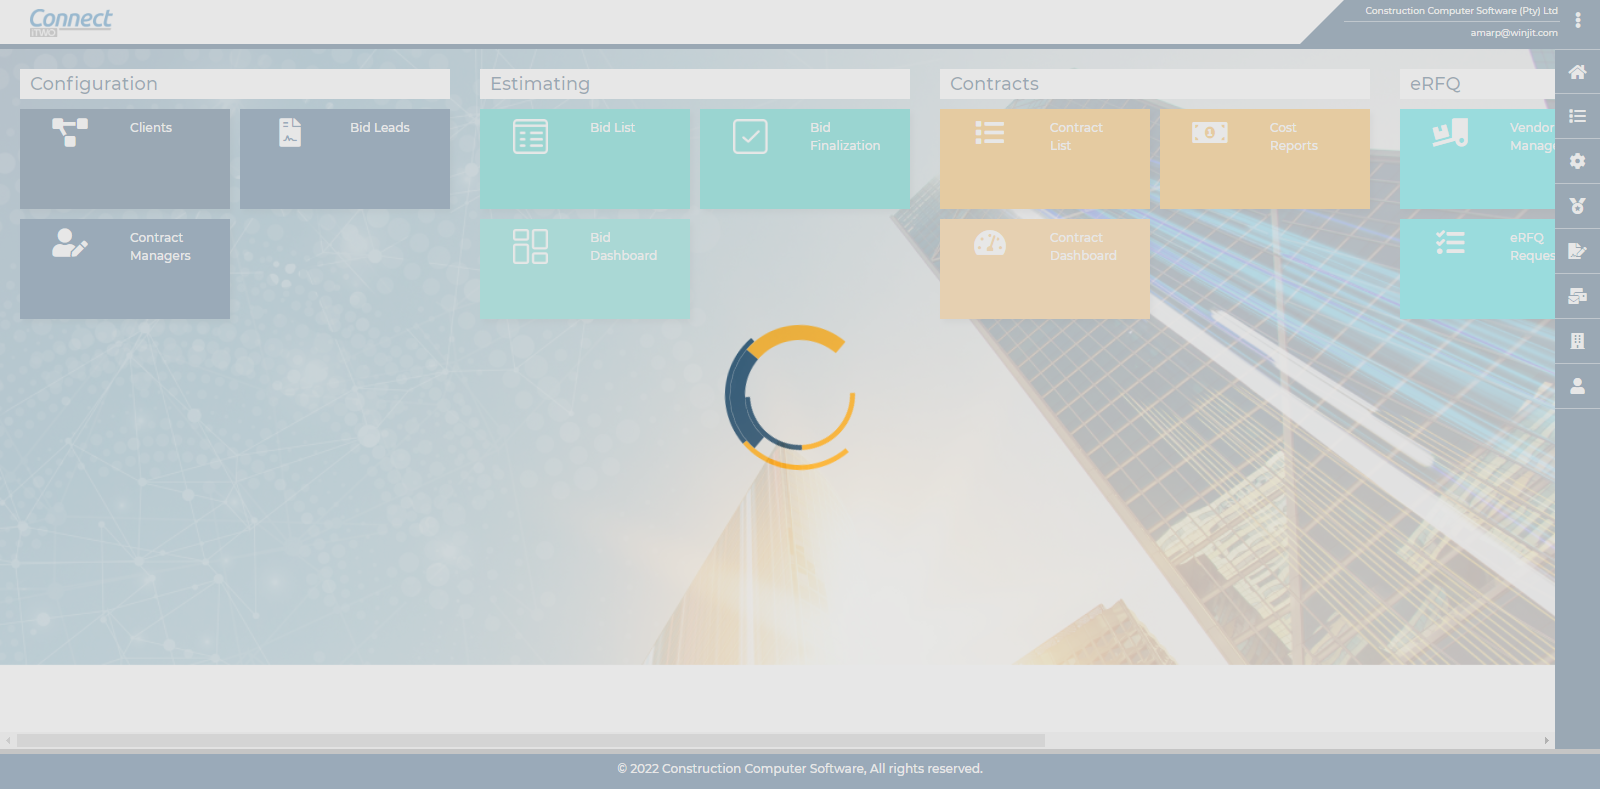 Connect
iTWO
Construction Computer Software (Pty) Ltd
amarp@winjit.com
Configuration
Clients
Bid Leads
Contract
Managers
Estimating
Bid List
Bid
Finalization
Bid
Dashboard
Contracts
Contract
List
Cost
Reports
Contract
Dashboard
eRFQ
Vendor
Manage
eRFQ
Reques
© 2022 Construction Computer Software, All rights reserved.